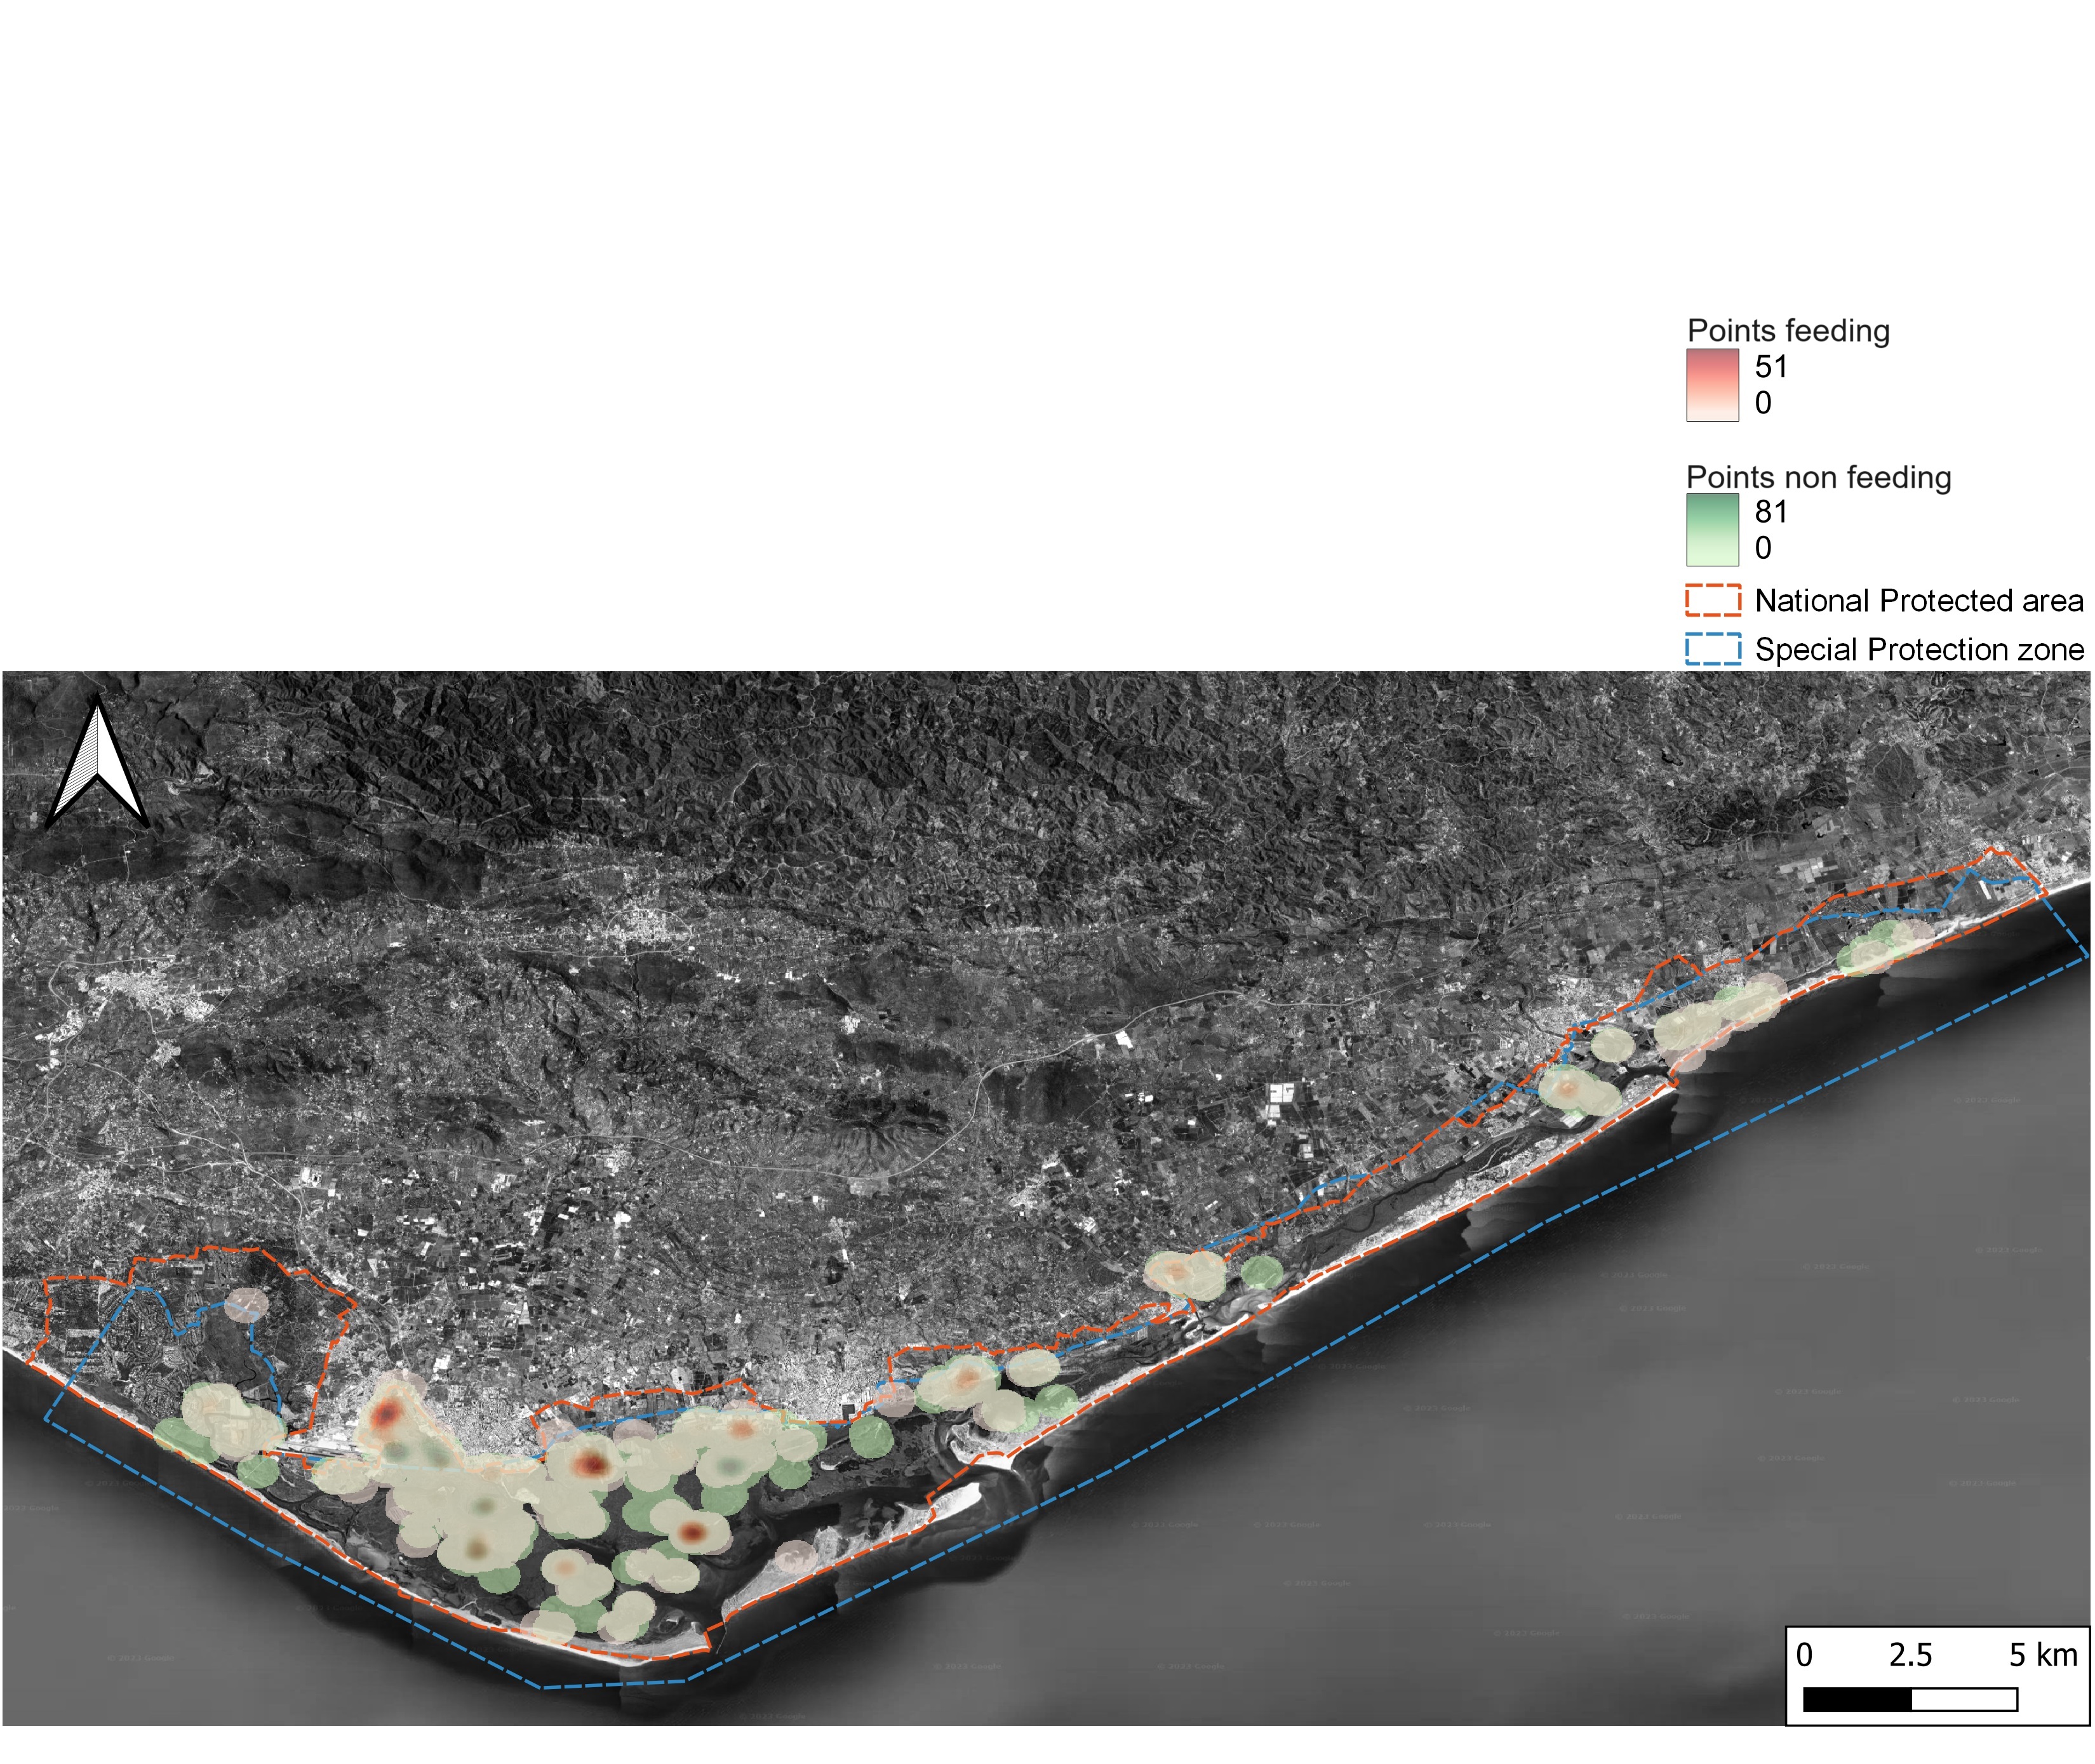 Points feeding
51
0
Points non feeding
81
0
National Protected area
Special Protection zone
0 2.5 5 km